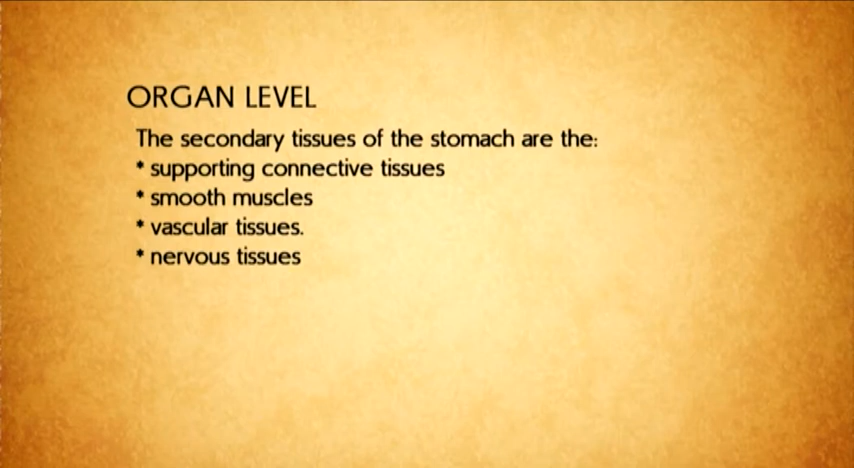 ORGAN LEVEL
The secondary tissues of the stomach are the:
* supporting connective tissues
* smooth muscles
* vascular tissues.
* nervous tissues